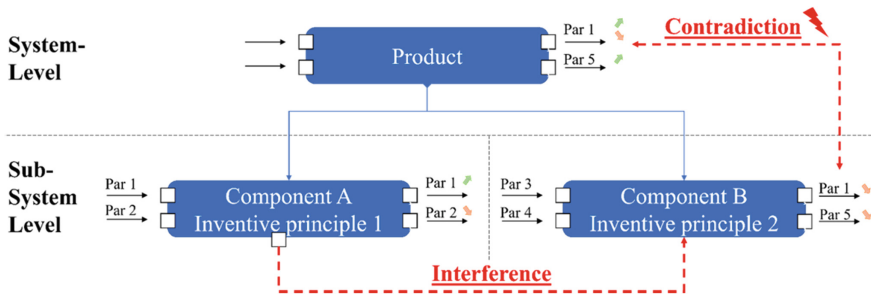 System-
Level
Product
Par 1
Par 5
Contradiction
Sub-
System
Level
Par 1
Par 2
Component A
Inventive principle 1
Par 1
Par 2
Par 3
Par 4
Component B
Inventive principle 2
Par 1
Par 5
Interference